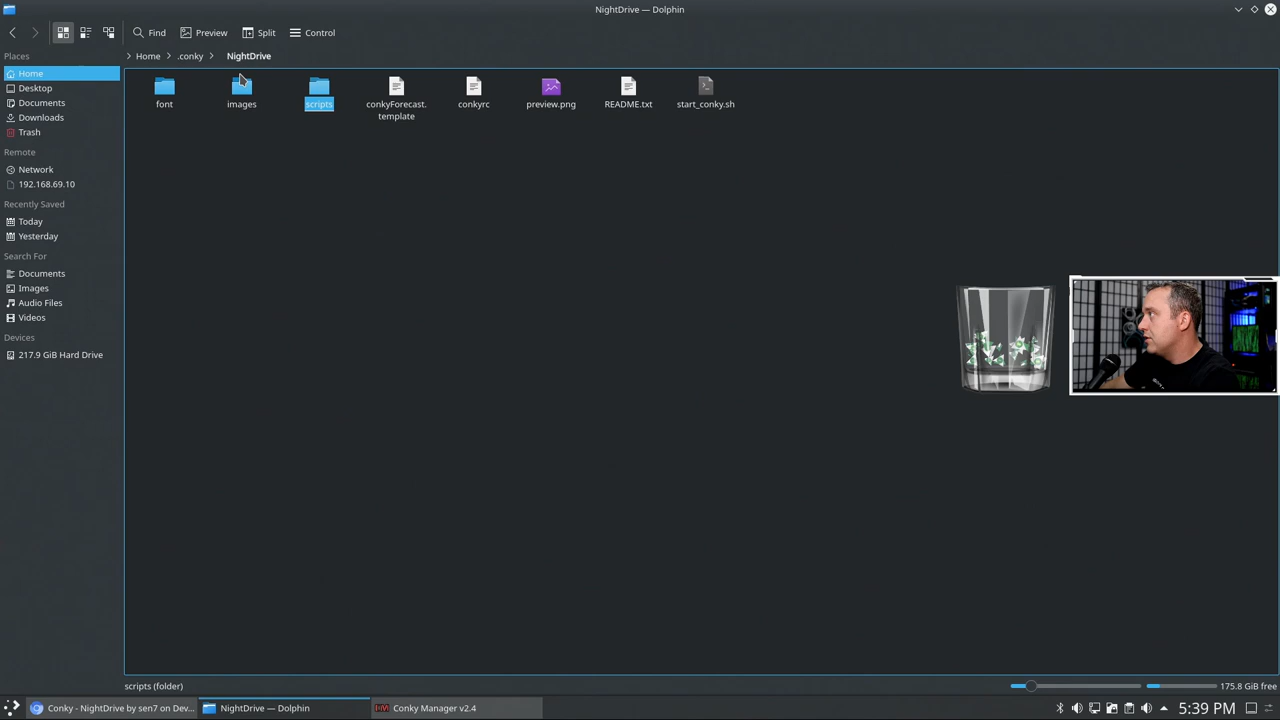 NightDrive — Dolphin
Find Preview Split Control
Places
Home .conky NightDrive
Home
Desktop
Documents
Downloads
Trash
Remote
Network
192.168.69.10
Recently Saved
Today
Yesterday
Search For
Documents
Images
Audio Files
Videos
Devices
217.9 GiB Hard Drive
font images scripts conkyForecast. conkyrc preview.png README.txt start_conky.sh
template
scripts (folder) 175.8 GiB free
Conky - NightDrive by sen7 on Dev... NightDrive — Dolphin Conky Manager v2.4 5:39 PM